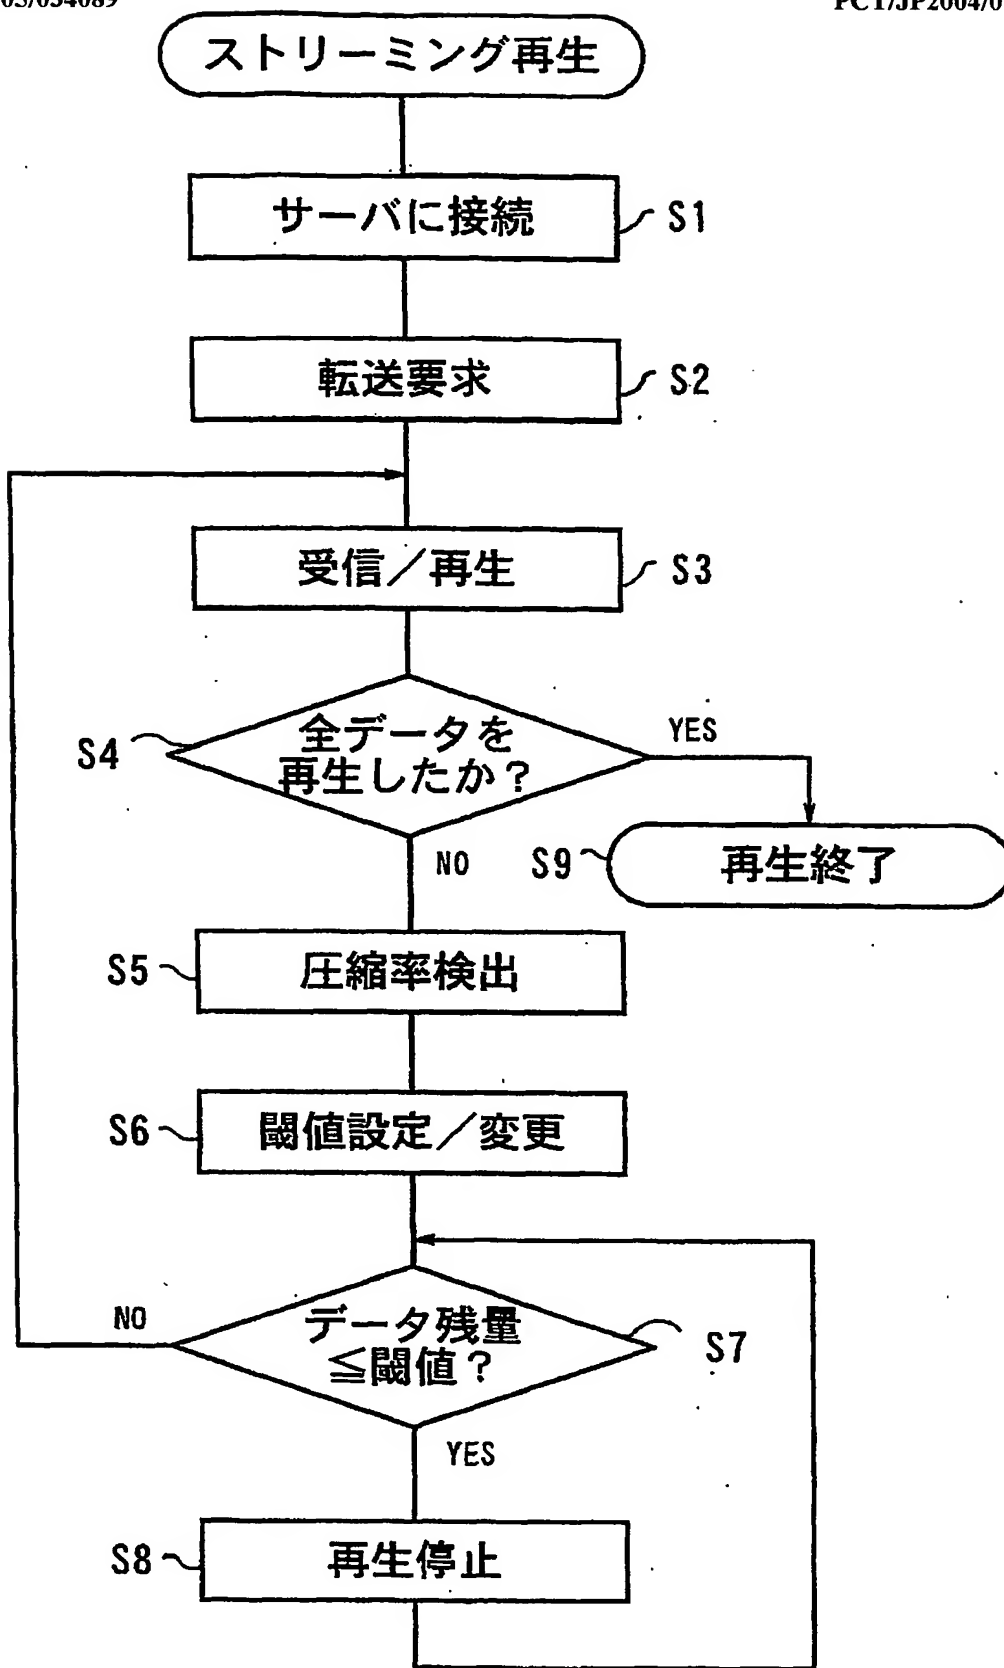 ストリーミング再生
サーバに接続
S1
転送要求
S2
受信／再生
S3
S4
全データを
再生したか？
YES
NO
S9
再生終了
S5
圧縮率検出
S6
閾値設定／変更
NO
データ残量
≦閾値？
S7
YES
S8
再生停止